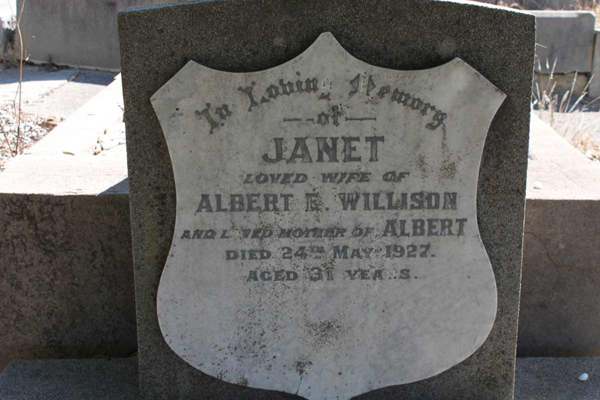 In Loving Memory
of
JANET
LOVED WIFE OF
ALBERT E. WILLISON
AND LOVED MOTHER OF ALBERT
DIED 24TH MAY 1927.
AGED 31 YEARS.